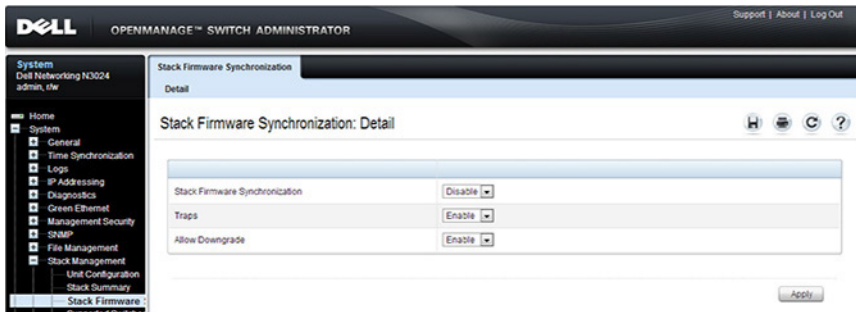 DELL OPENMANAGE™ SWITCH ADMINISTRATOR
Support | About | Log Out
System
Dell Networking N3024
admin, r/w
Home
System
General
Time Synchronization
Logs
IP Addressing
Diagnostics
Green Ethernet
Management Security
SNMP
File Management
Stack Management
Unit Configuration
Stack Summary
Stack Firmware
Stack Firmware Synchronization
Detail
Stack Firmware Synchronization: Detail
Stack Firmware Synchronization Disable
Traps Enable
Allow Downgrade Enable
Apply